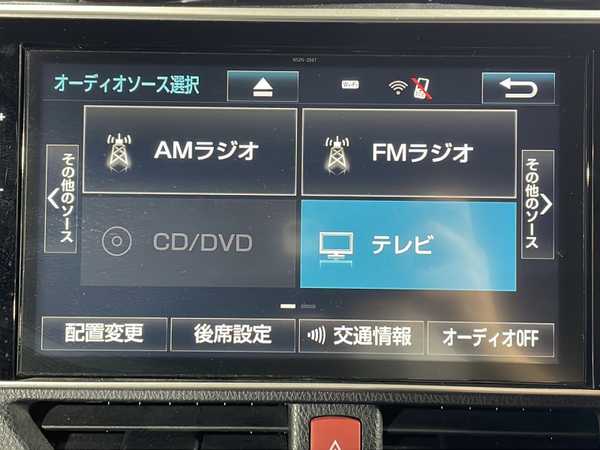 オーディオソース選択
Wi-Fi
その他のソース
AMラジオ
FMラジオ
その他のソース
CD/DVD
テレビ
配置変更
後席設定
交通情報
オーディオOFF